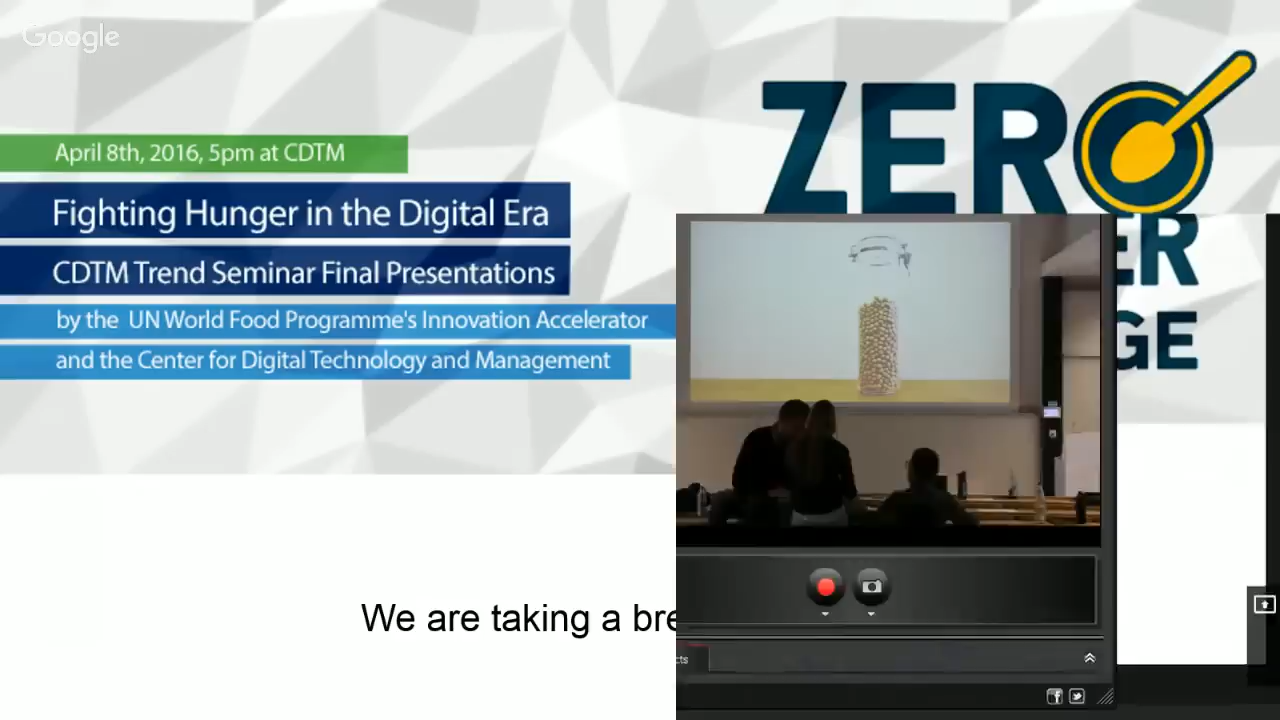 Google
April 8th, 2016, 5pm at CDTM
Fighting Hunger in the Digital Era
CDTM Trend Seminar Final Presentations
by the UN World Food Programme's Innovation Accelerator
and the Center for Digital Technology and Management
ZERO
ER
GE
We are taking a bre
cts